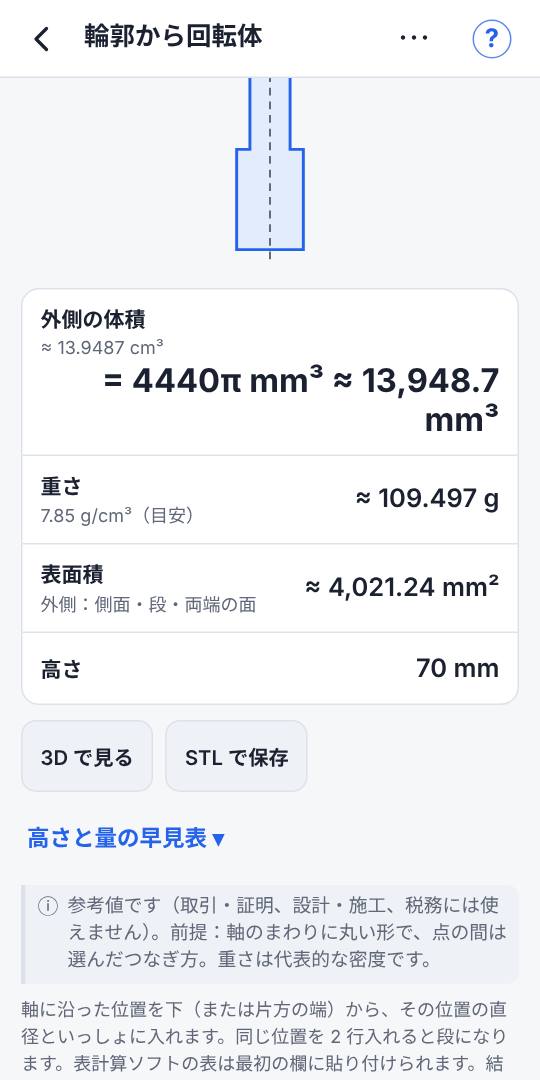 輪郭から回転体
?
外側の体積
≈ 13.9487 cm³
= 4440π mm³ ≈ 13,948.7
mm³
重さ
7.85 g/cm³（目安）
≈ 109.497 g
表面積
外側：側面・段・両端の面
≈ 4,021.24 mm²
高さ
70 mm
3D で見る
STL で保存
高さと量の早見表 ▾
ⓘ 参考値です（取引・証明、設計・施工、税務には使
えません）。前提：軸のまわりに丸い形で、点の間は
選んだつなぎ方。重さは代表的な密度です。
軸に沿った位置を下（または片方の端）から、その位置の直
径といっしょに入れます。同じ位置を 2 行入れると段になり
ます。表計算ソフトの表は最初の欄に貼り付けられます。結